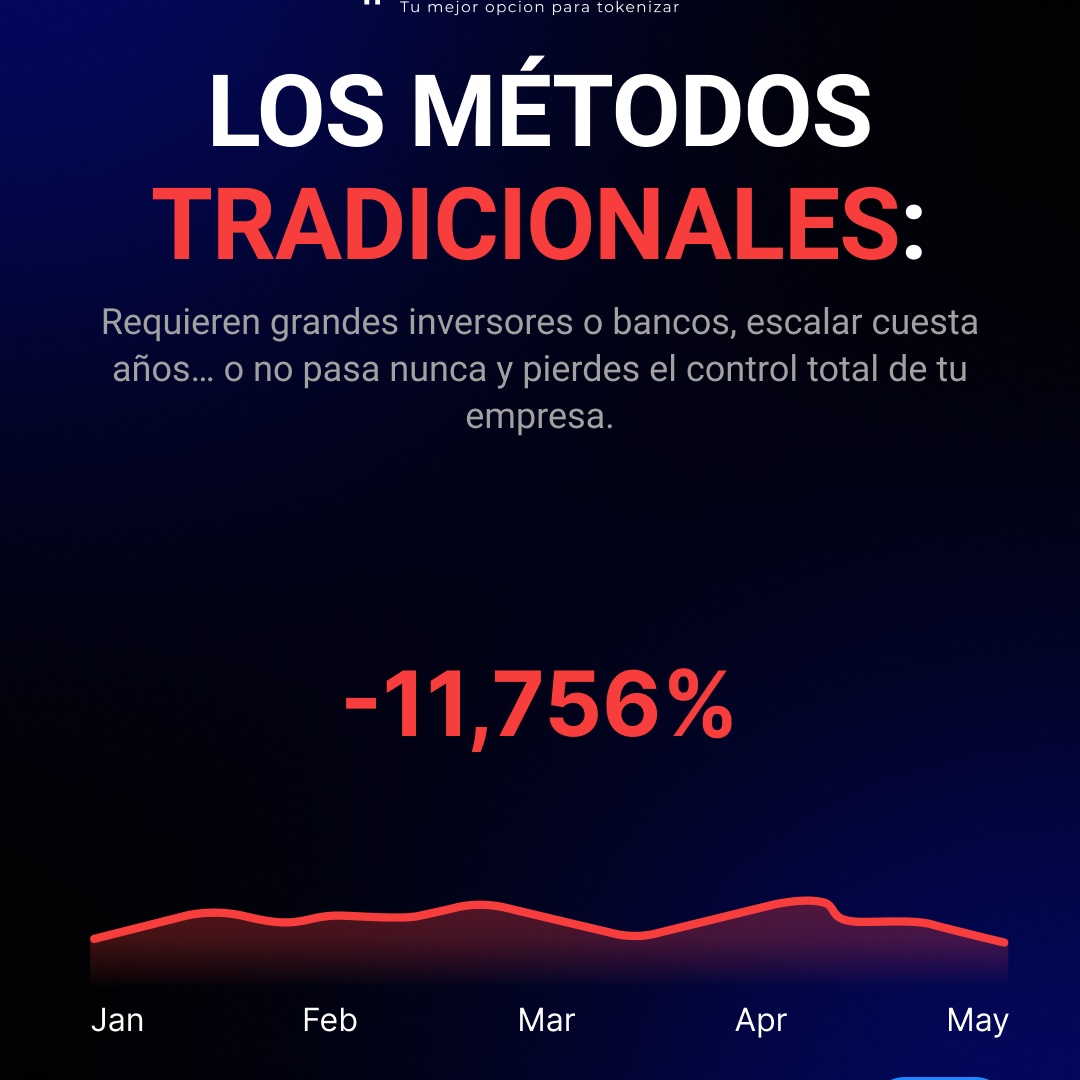 Tu mejor opcion para tokenizar
LOS MÉTODOS
TRADICIONALES:
Requieren grandes inversores o bancos, escalar cuesta
años... o no pasa nunca y pierdes el control total de tu
empresa.
-11,756%
Jan Feb Mar Apr May